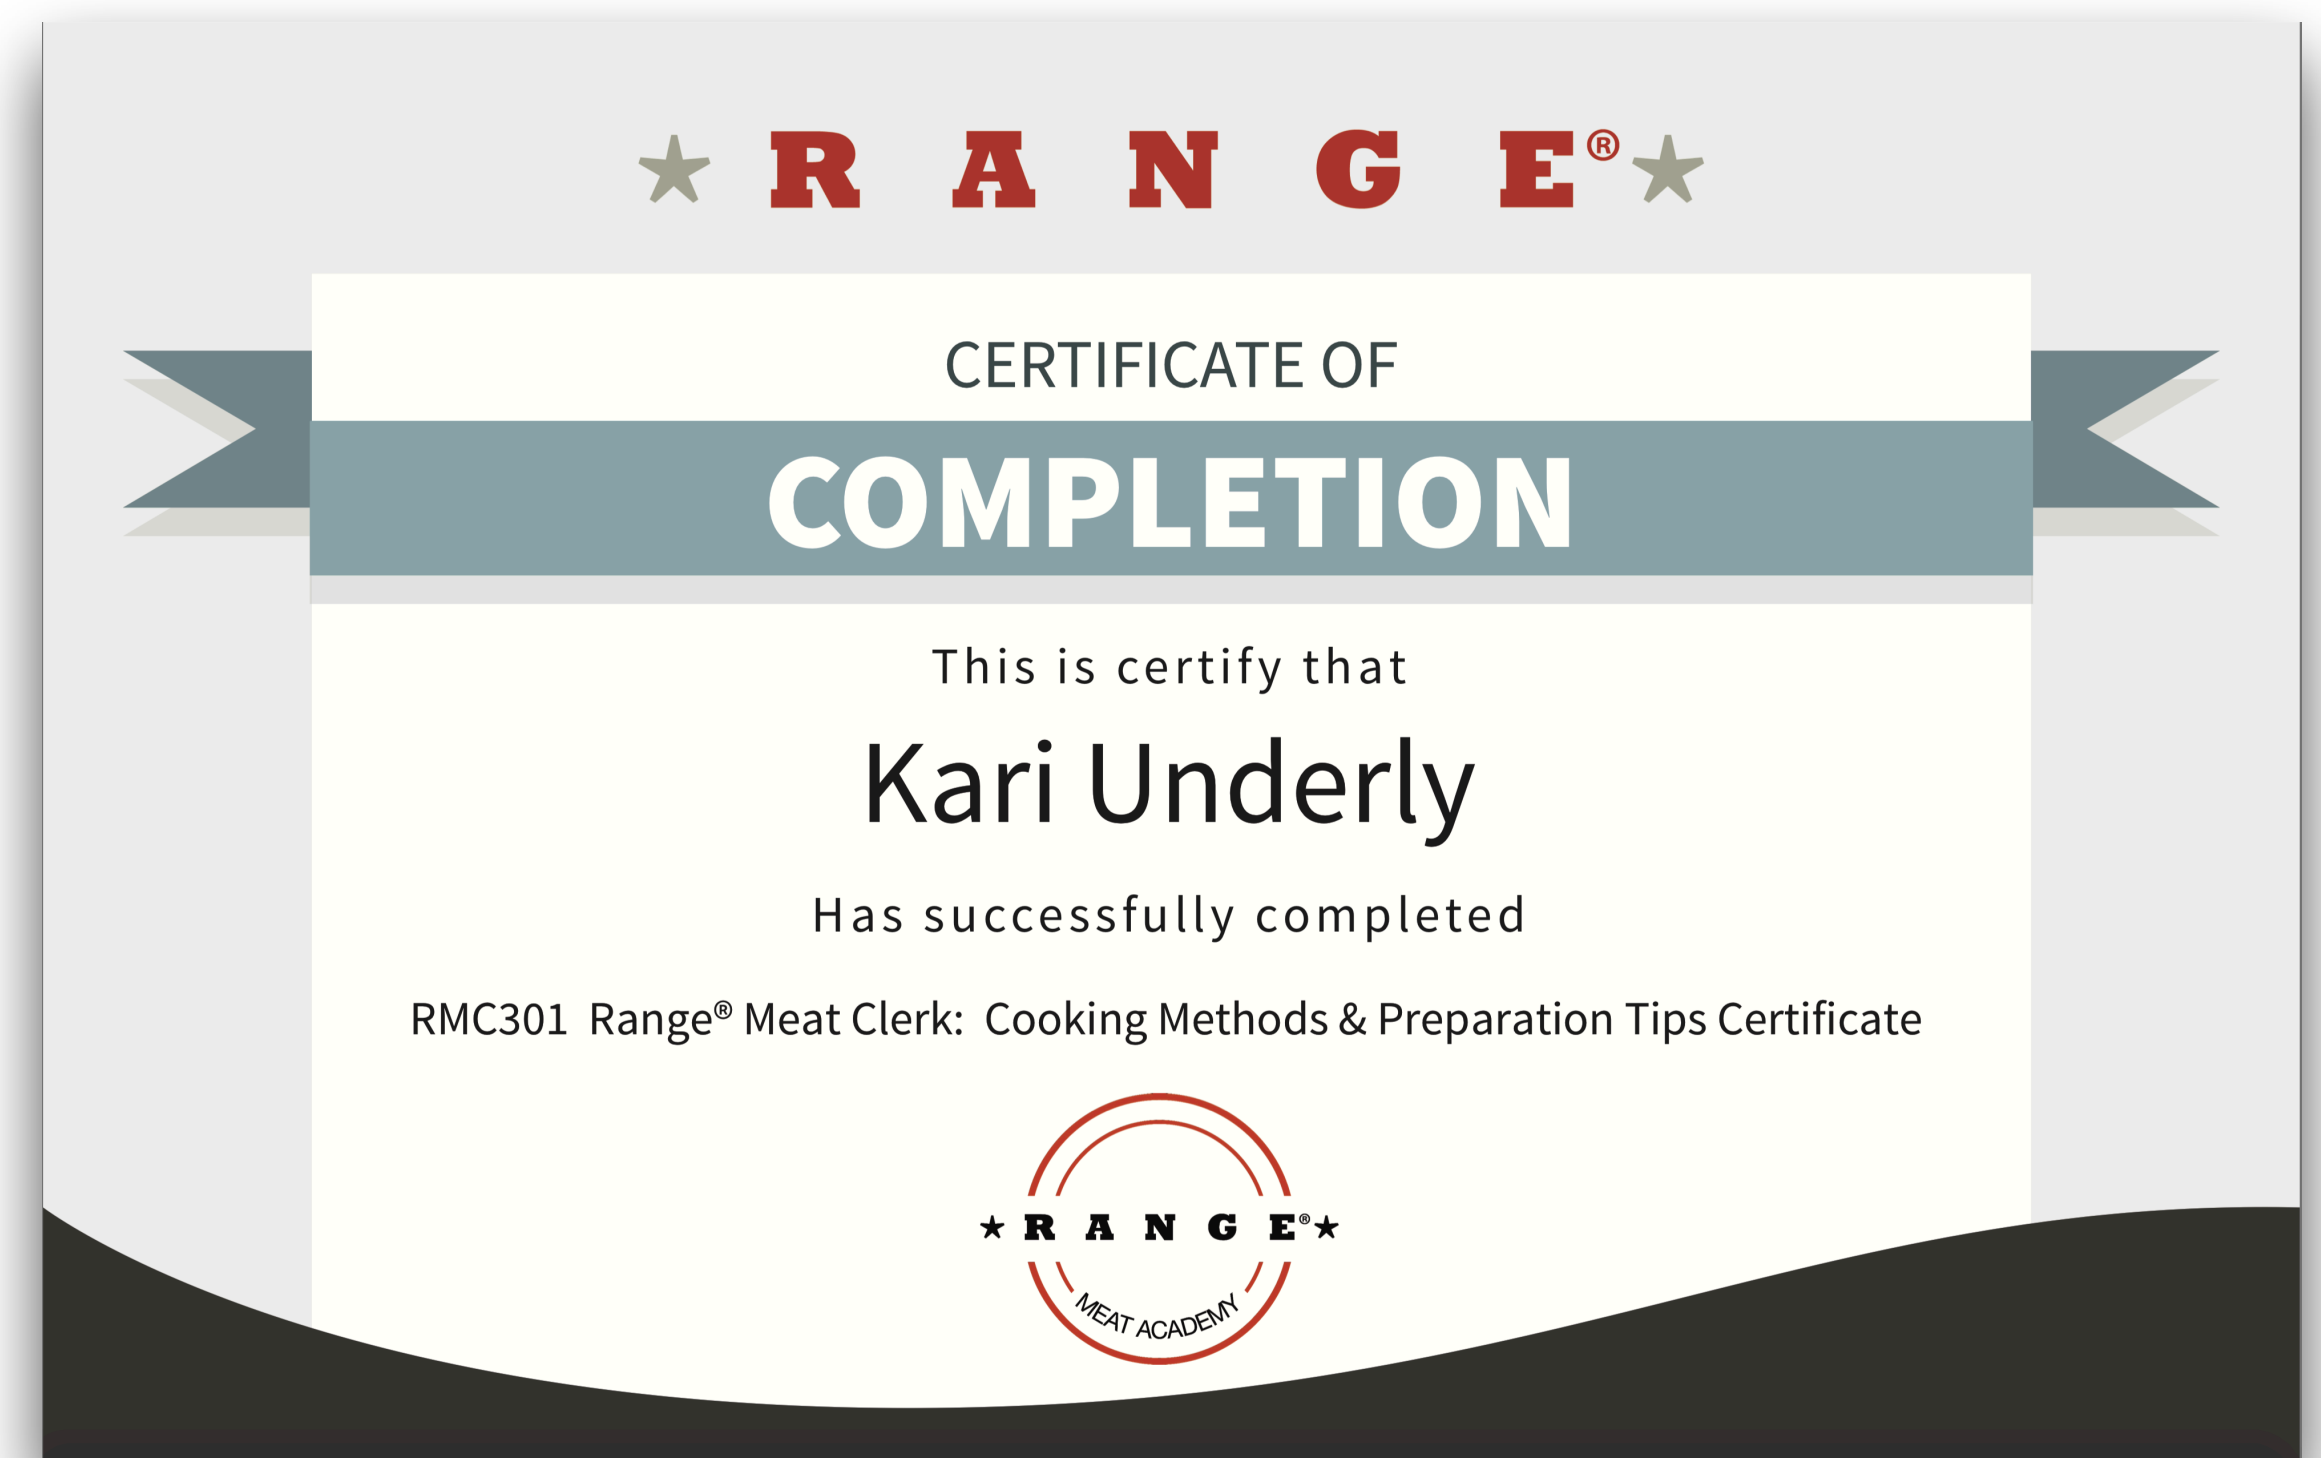 ★ R A N G E® ★
CERTIFICATE OF
COMPLETION
This is certify that
Kari Underly
Has successfully completed
RMC301 Range® Meat Clerk: Cooking Methods & Preparation Tips Certificate
★ R A N G E® ★
MEAT ACADEMY